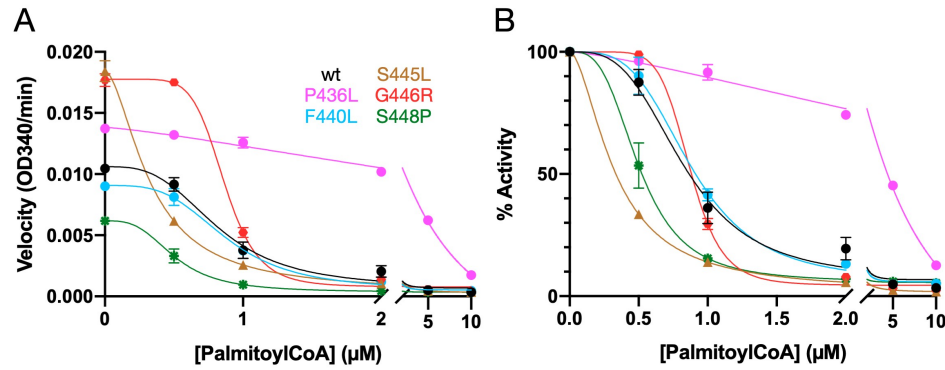 A
Velocity (OD340/min)
0.020
0.015
0.010
0.005
0.000
wt S445L
P436L G446R
F440L S448P
0 1 2 5 10
[PalmitoylCoA] (µM)
B
% Activity
100
50
0
0.0 0.5 1.0 1.5 2.0 5 10
[PalmitoylCoA] (µM)